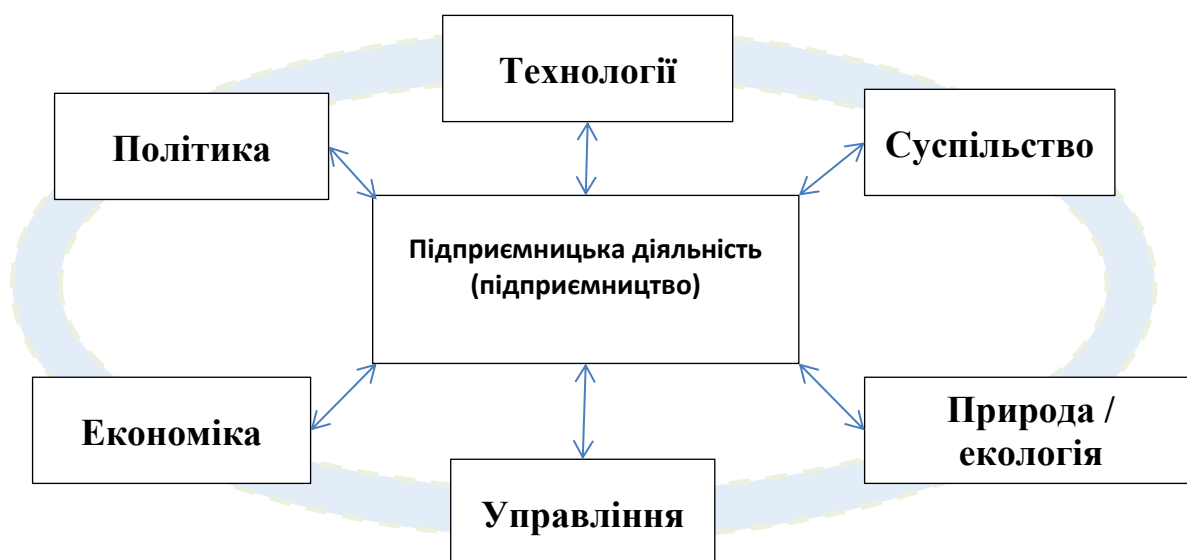 Технології
Політика
Суспільство
Підприємницька діяльність
(підприємництво)
Економіка
Природа /
екологія
Управління